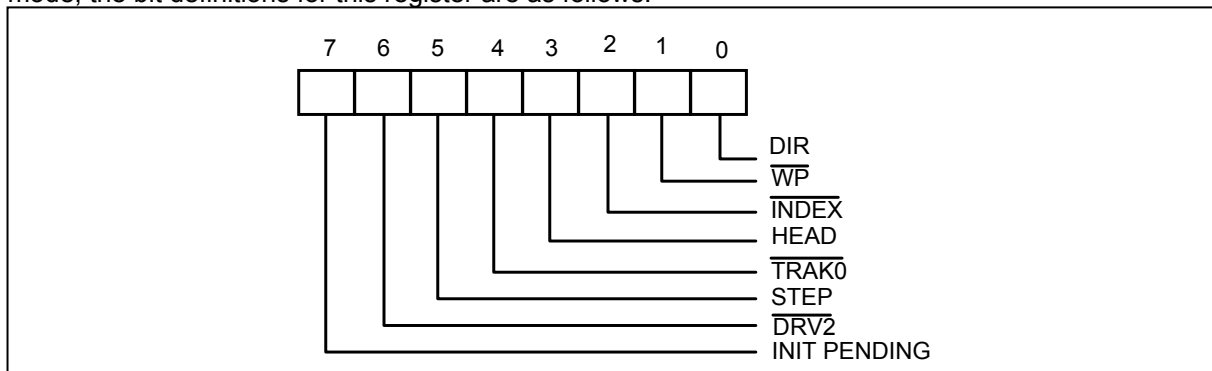 mode, the bit definitions for this register are as follows:
7 6 5 4 3 2 1 0
DIR
WP
INDEX
HEAD
TRAK0
STEP
DRV2
INIT PENDING